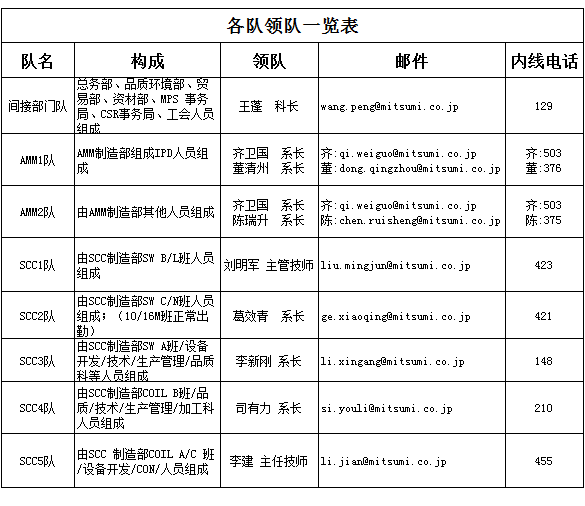 各队领队一览表
队名 构成 领队 邮件 内线电话
间接部门队
总务部、品质环境部、贸
易部、资材部、MPS 事务
局、CSR事务局、工会人员
组成
王蓬 科长
wang.peng@mitsumi.co.jp
129
AMM1队
AMM制造部组成IPD人员组
成
齐卫国 系长
董清州 系长
齐:qi.weiguo@mitsumi.co.jp
董:dong.qingzhou@mitsumi.co.jp
齐:503
董:376
AMM2队
由AMM制造部其他人员组成
齐卫国 系长
陈瑞升 系长
齐:qi.weiguo@mitsumi.co.jp
陈:chen.ruisheng@mitsumi.co.jp
齐:503
陈:375
SCC1队
由SCC制造部SW B/L班人员
组成
刘明军 主管技师
liu.mingjun@mitsumi.co.jp
423
SCC2队
由SCC制造部SW C/N班人员
组成；（10/16M班正常出
勤）
葛效青 系长
ge.xiaoqing@mitsumi.co.jp
421
SCC3队
由SCC制造部SW A班/设备
开发/技术/生产管理/品质
科等人员组成
李新刚 系长
li.xingang@mitsumi.co.jp
148
SCC4队
由SCC制造部COIL B班/品
质/技术/生产管理/加工科
人员组成
司有力 系长
si.youli@mitsumi.co.jp
210
SCC5队
由SCC 制造部COIL A/C 班
/设备开发/CON/人员组成
李建 主任技师
li.jian@mitsumi.co.jp
455